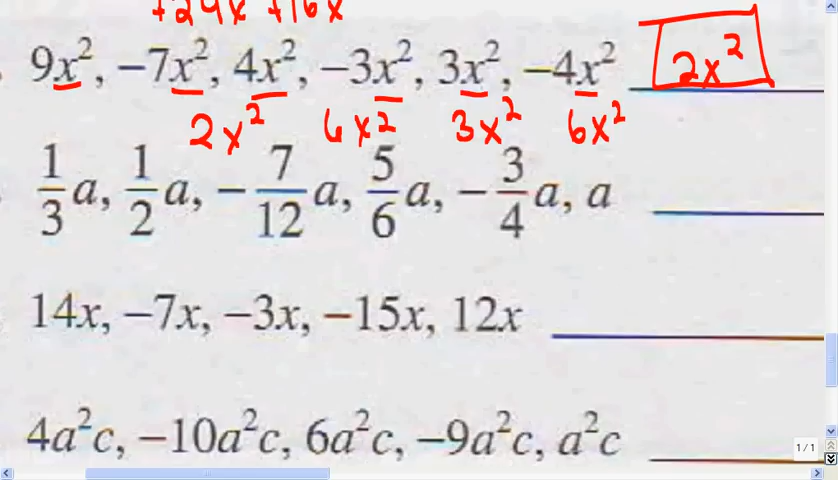 +24x +16x
9x², −7x², 4x², −3x², 3x², −4x² 2x²
2x² 6x² 3x² 6x²
1/3 a, 1/2 a, −7/12 a, 5/6 a, −3/4 a, a
14x, −7x, −3x, −15x, 12x
4a²c, −10a²c, 6a²c, −9a²c, a²c
1/1